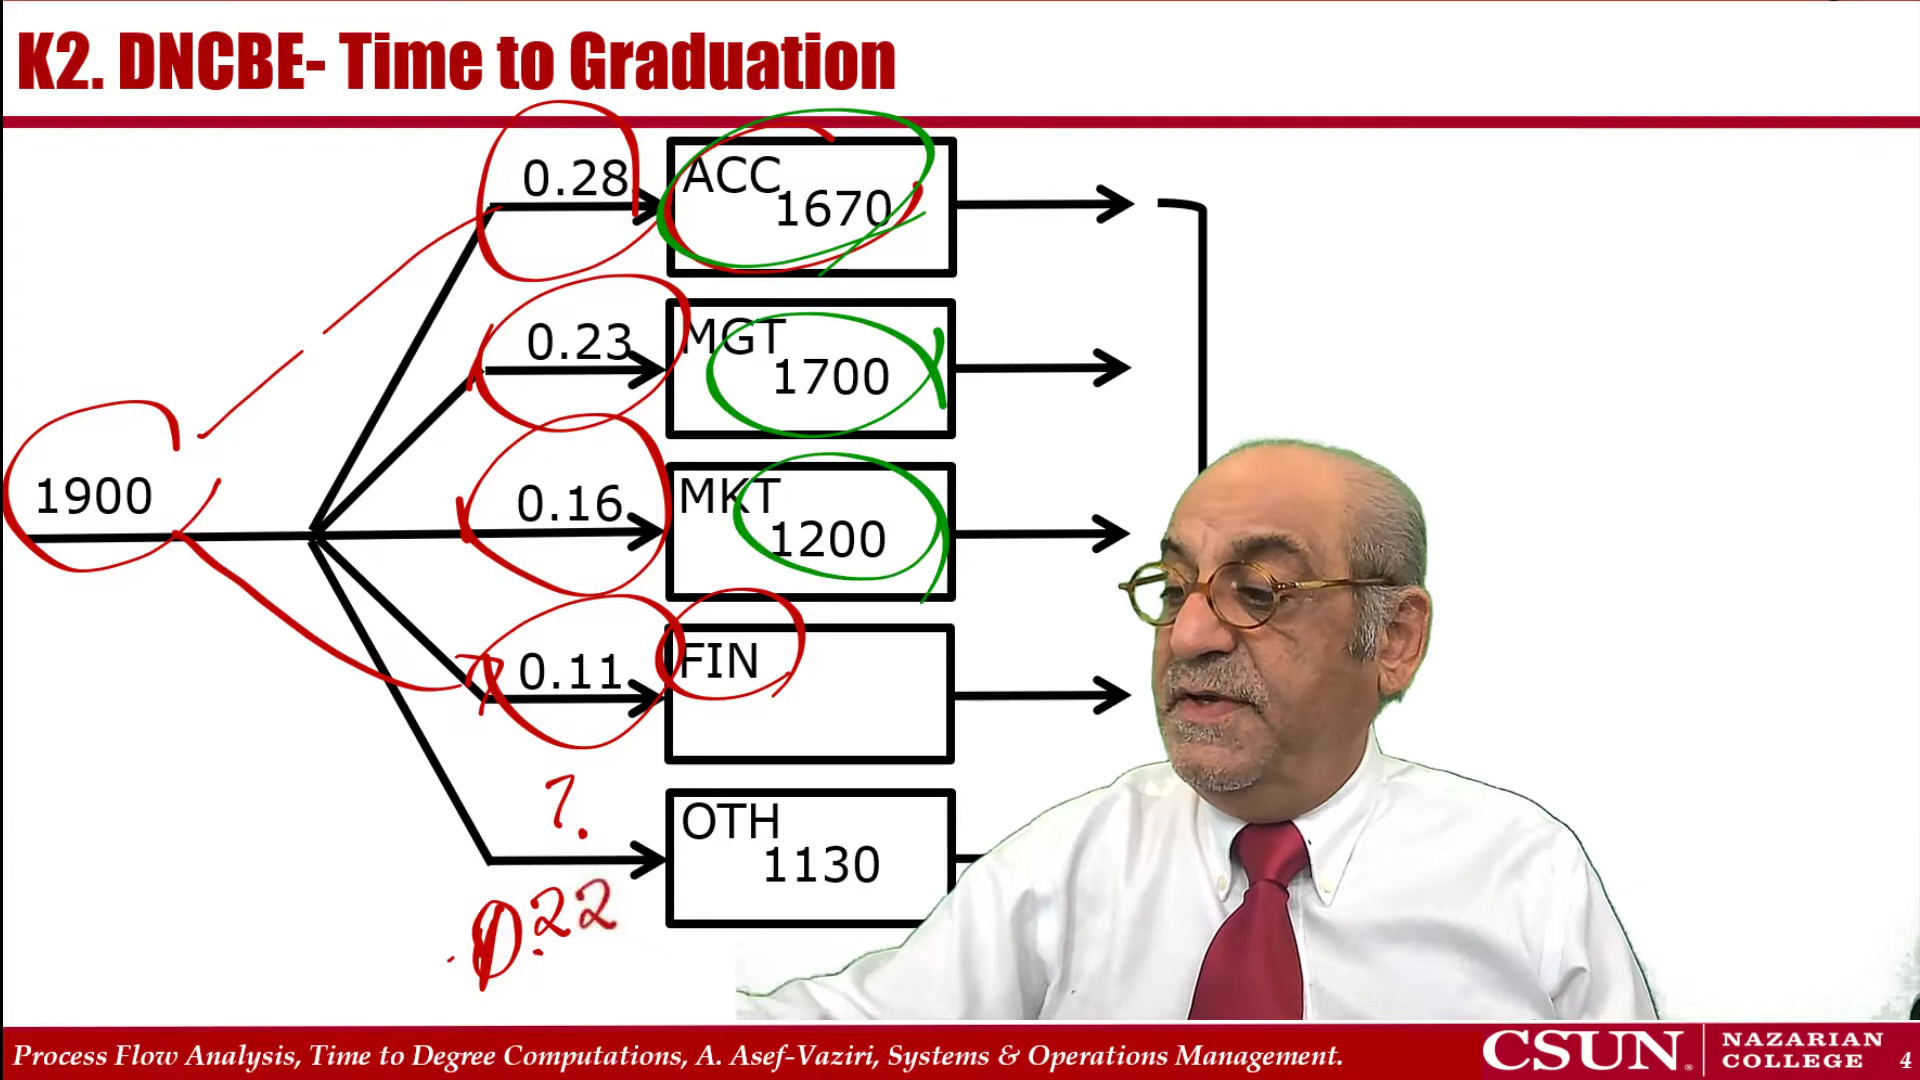 K2. DNCBE- Time to Graduation
0.28
ACC
1670
0.23
MGT
1700
1900
0.16
MKT
1200
0.11
FIN
?
OTH
1130
0.22
Process Flow Analysis, Time to Degree Computations, A. Asef-Vaziri, Systems & Operations Management.
CSUN®
NAZARIAN
COLLEGE
4